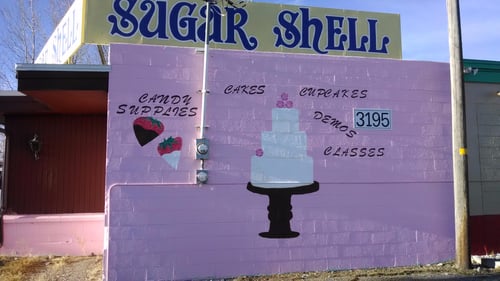 SUGAR SHELL
CANDY
SUPPLIES
CAKES
CUPCAKES
DEMOS
CLASSES
3195